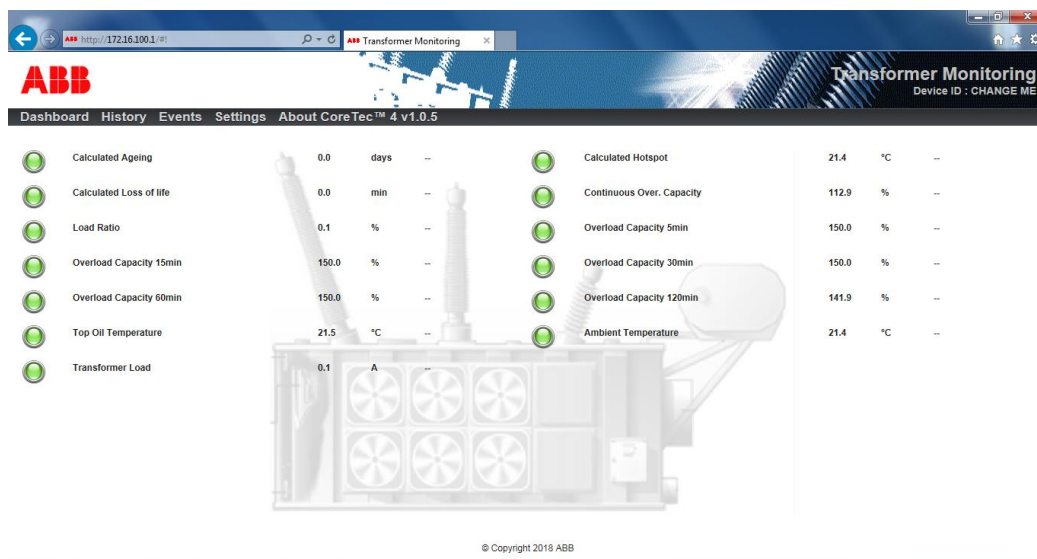 ABB http://172.16.100.1/#!
ABB Transformer Monitoring
ABB
Transformer Monitoring
Device ID : CHANGE ME
Dashboard History Events Settings About CoreTec™ 4 v1.0.5
Calculated Ageing 0.0 days -- Calculated Hotspot 21.4 °C --
Calculated Loss of life 0.0 min -- Continuous Over. Capacity 112.9 % --
Load Ratio 0.1 % -- Overload Capacity 5min 150.0 % --
Overload Capacity 15min 150.0 % -- Overload Capacity 30min 150.0 % --
Overload Capacity 60min 150.0 % -- Overload Capacity 120min 141.9 % --
Top Oil Temperature 21.5 °C -- Ambient Temperature 21.4 °C --
Transformer Load 0.1 A --
© Copyright 2018 ABB